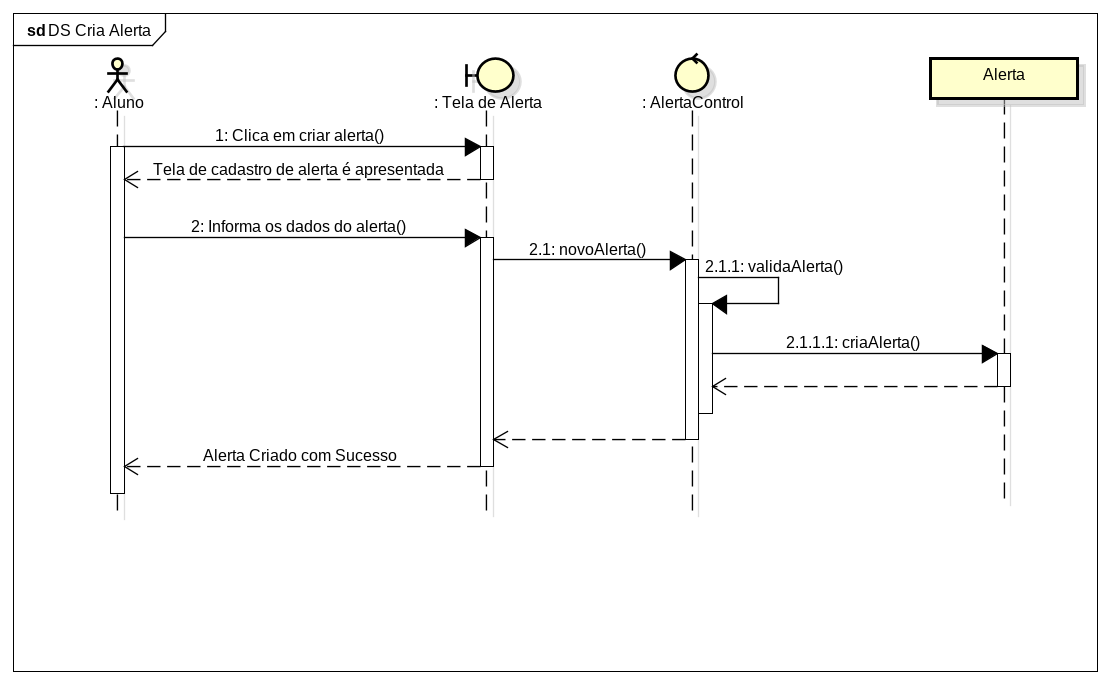 sd DS Cria Alerta
: Aluno
: Tela de Alerta
: AlertaControl
Alerta
1: Clica em criar alerta()
Tela de cadastro de alerta é apresentada
2: Informa os dados do alerta()
2.1: novoAlerta()
2.1.1: validaAlerta()
2.1.1.1: criaAlerta()
Alerta Criado com Sucesso